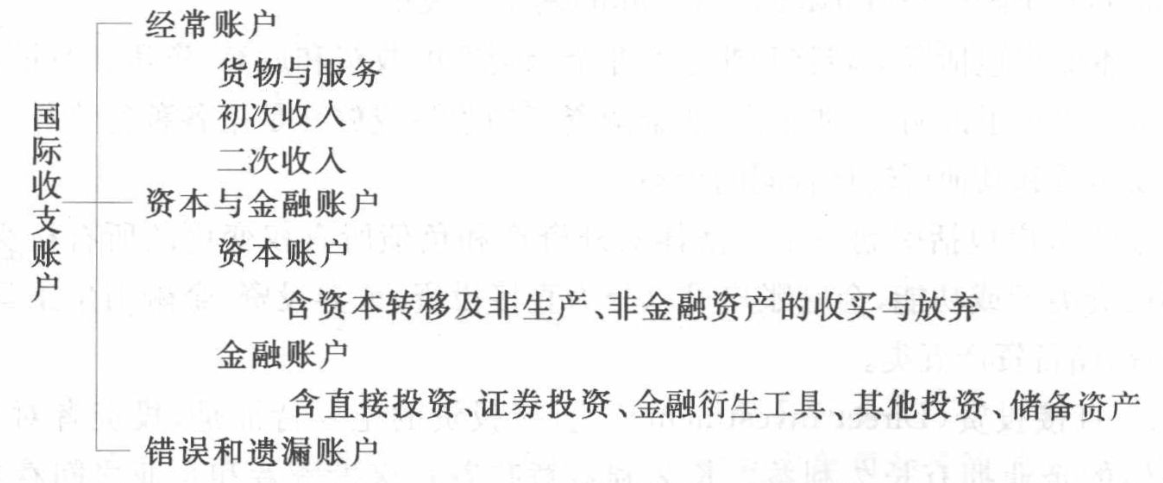 国际收支账户
经常账户
货物与服务
初次收入
二次收入
资本与金融账户
资本账户
含资本转移及非生产、非金融资产的收买与放弃
金融账户
含直接投资、证券投资、金融衍生工具、其他投资、储备资产
错误和遗漏账户